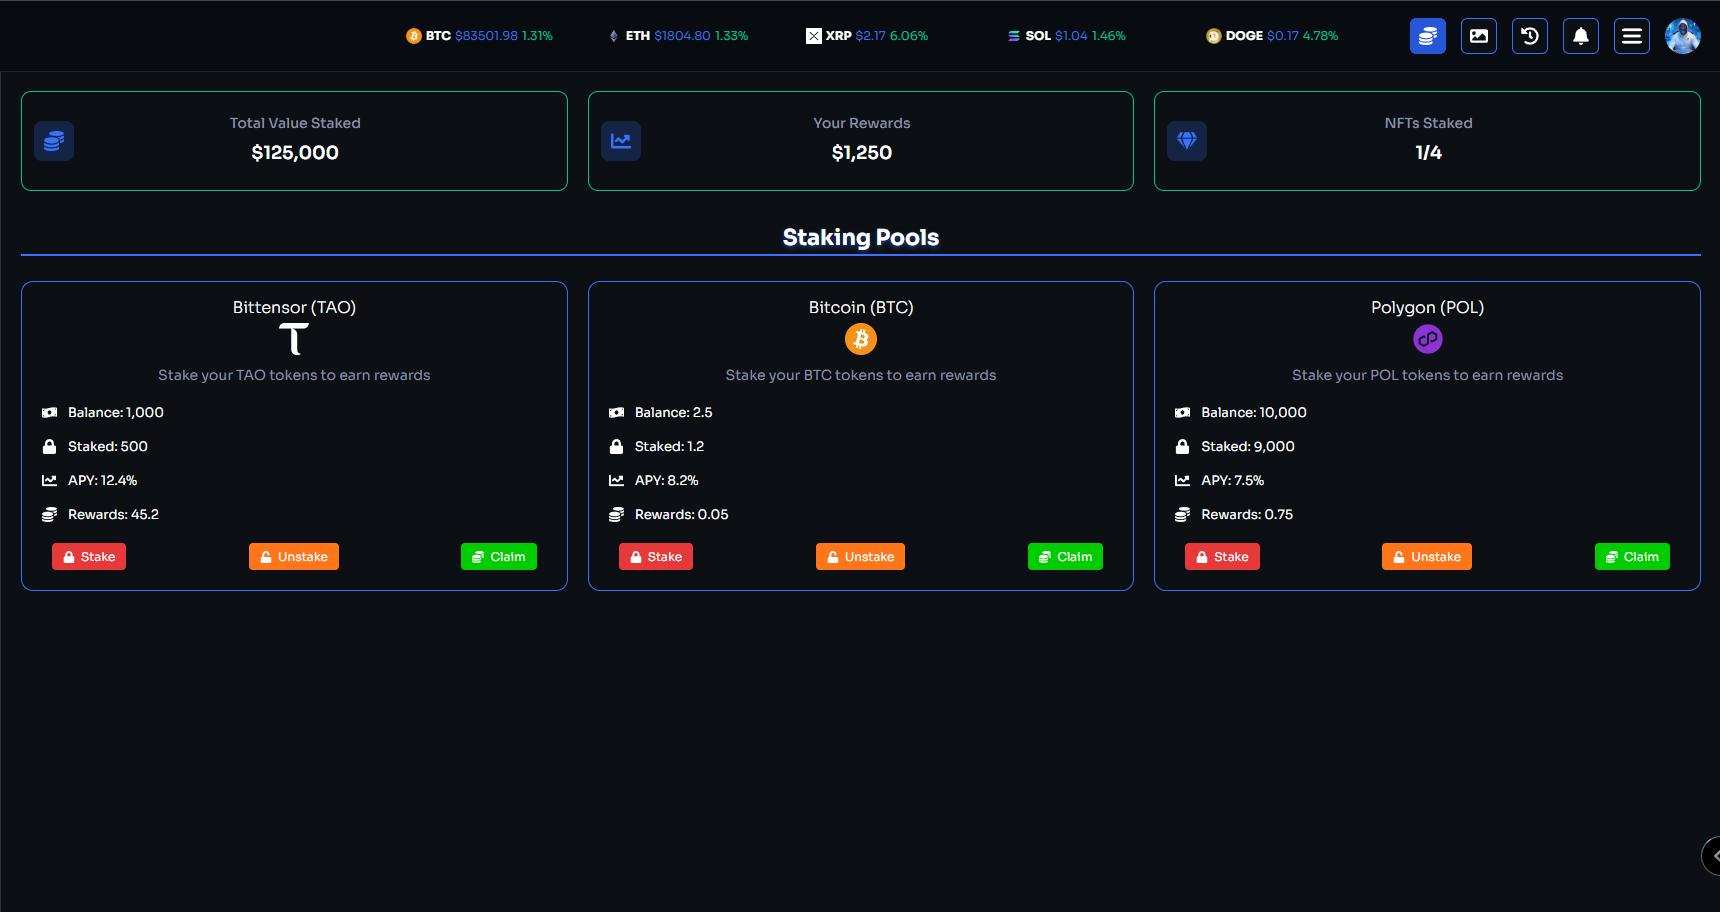 BTC $83501.98 1.31% ETH $1804.80 1.33% XRP $2.17 6.06% SOL $1.04 1.46% DOGE $0.17 4.78%
Total Value Staked
$125,000
Your Rewards
$1,250
NFTs Staked
1/4
Staking Pools
Bittensor (TAO)
Stake your TAO tokens to earn rewards
Balance: 1,000
Staked: 500
APY: 12.4%
Rewards: 45.2
Stake Unstake Claim
Bitcoin (BTC)
Stake your BTC tokens to earn rewards
Balance: 2.5
Staked: 1.2
APY: 8.2%
Rewards: 0.05
Stake Unstake Claim
Polygon (POL)
Stake your POL tokens to earn rewards
Balance: 10,000
Staked: 9,000
APY: 7.5%
Rewards: 0.75
Stake Unstake Claim